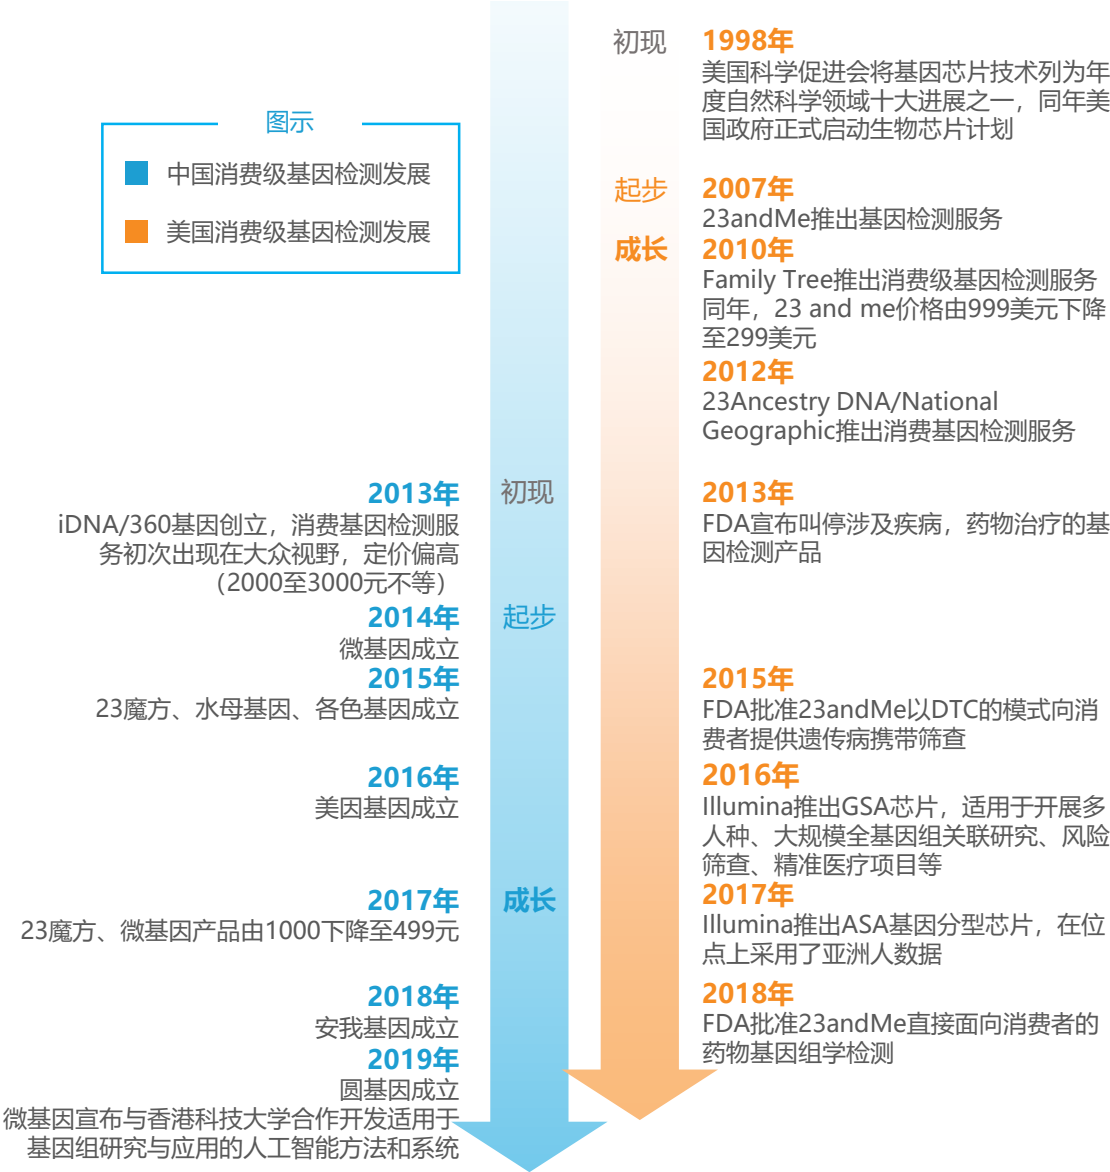 图示
中国消费级基因检测发展
美国消费级基因检测发展
初现
1998年
美国科学促进会将基因芯片技术列为年
度自然科学领域十大进展之一，同年美
国政府正式启动生物芯片计划
起步
2007年
23andMe推出基因检测服务
成长
2010年
Family Tree推出消费级基因检测服务
同年，23 and me价格由999美元下降
至299美元
2012年
23Ancestry DNA/National
Geographic推出消费基因检测服务
2013年
FDA宣布叫停涉及疾病，药物治疗的基
因检测产品
2015年
FDA批准23andMe以DTC的模式向消
费者提供遗传病携带筛查
2016年
Illumina推出GSA芯片，适用于开展多
人种、大规模全基因组关联研究、风险
筛查、精准医疗项目等
2017年
Illumina推出ASA基因分型芯片，在位
点上采用了亚洲人数据
2018年
FDA批准23andMe直接面向消费者的
药物基因组学检测
2013年
初现
iDNA/360基因创立，消费基因检测服
务初次出现在大众视野，定价偏高
（2000至3000元不等）
2014年
起步
微基因成立
2015年
23魔方、水母基因、各色基因成立
2016年
美因基因成立
2017年
成长
23魔方、微基因产品由1000下降至499元
2018年
安我基因成立
2019年
圆基因成立
微基因宣布与香港科技大学合作开发适用于
基因组研究与应用的人工智能方法和系统